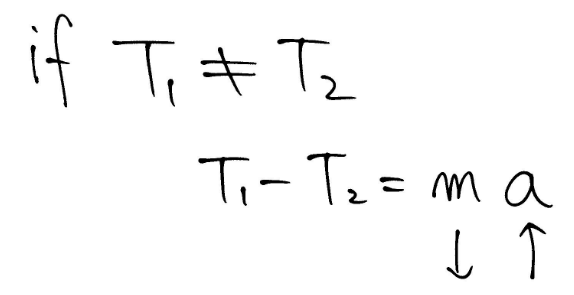 if T₁ ≠ T₂
T₁ - T₂ = m a
↓ ↑